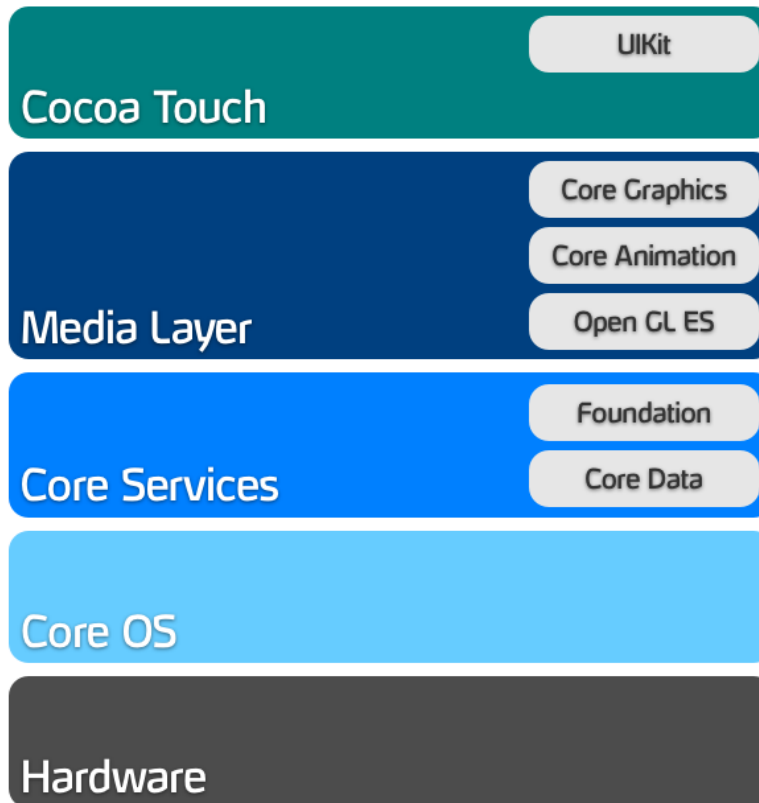 UIKit
Cocoa Touch
Core Graphics
Core Animation
Open GL ES
Media Layer
Foundation
Core Data
Core Services
Core OS
Hardware